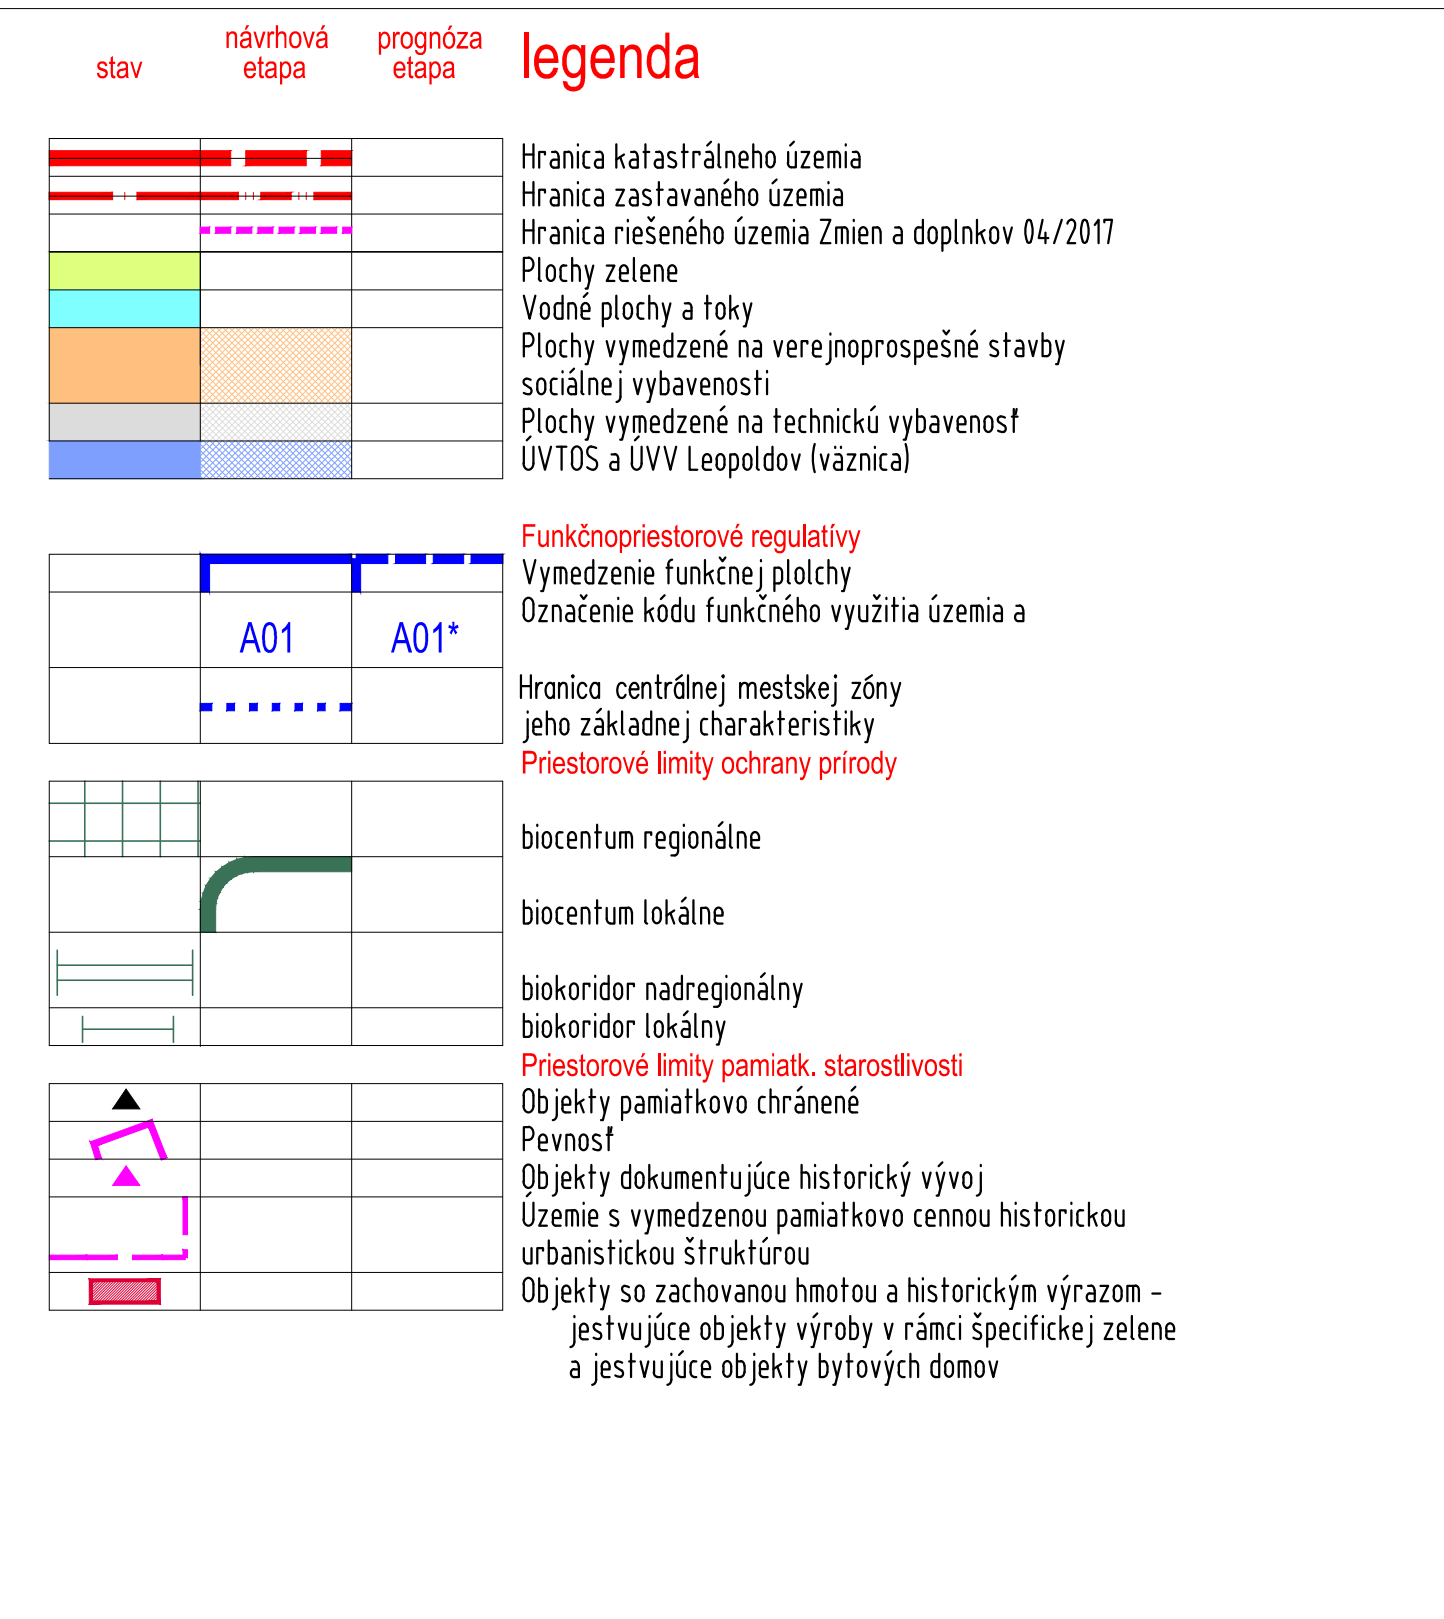 stav
návrhová
etapa
prognóza
etapa
legenda
Hranica katastrálneho územia
Hranica zastavaného územia
Hranica riešeného územia Zmien a doplnkov 04/2017
Plochy zelene
Vodné plochy a toky
Plochy vymedzené na verejnoprospešné stavby
sociálnej vybavenosti
Plochy vymedzené na technickú vybavenosť
ÚVTOS a ÚVV Leopoldov (väznica)
Funkčnopriestorové regulatívy
Vymedzenie funkčnej plolchy
Označenie kódu funkčného využitia územia a
A01 A01*
Hranica centrálnej mestskej zóny
jeho základnej charakteristiky
Priestorové limity ochrany prírody
biocentum regionálne
biocentum lokálne
biokoridor nadregionálny
biokoridor lokálny
Priestorové limity pamiatk. starostlivosti
Objekty pamiatkovo chránené
Pevnosť
Objekty dokumentujúce historický vývoj
Územie s vymedzenou pamiatkovo cennou historickou
urbanistickou štruktúrou
Objekty so zachovanou hmotou a historickým výrazom -
jestvujúce objekty výroby v rámci špecifickej zelene
a jestvujúce objekty bytových domov